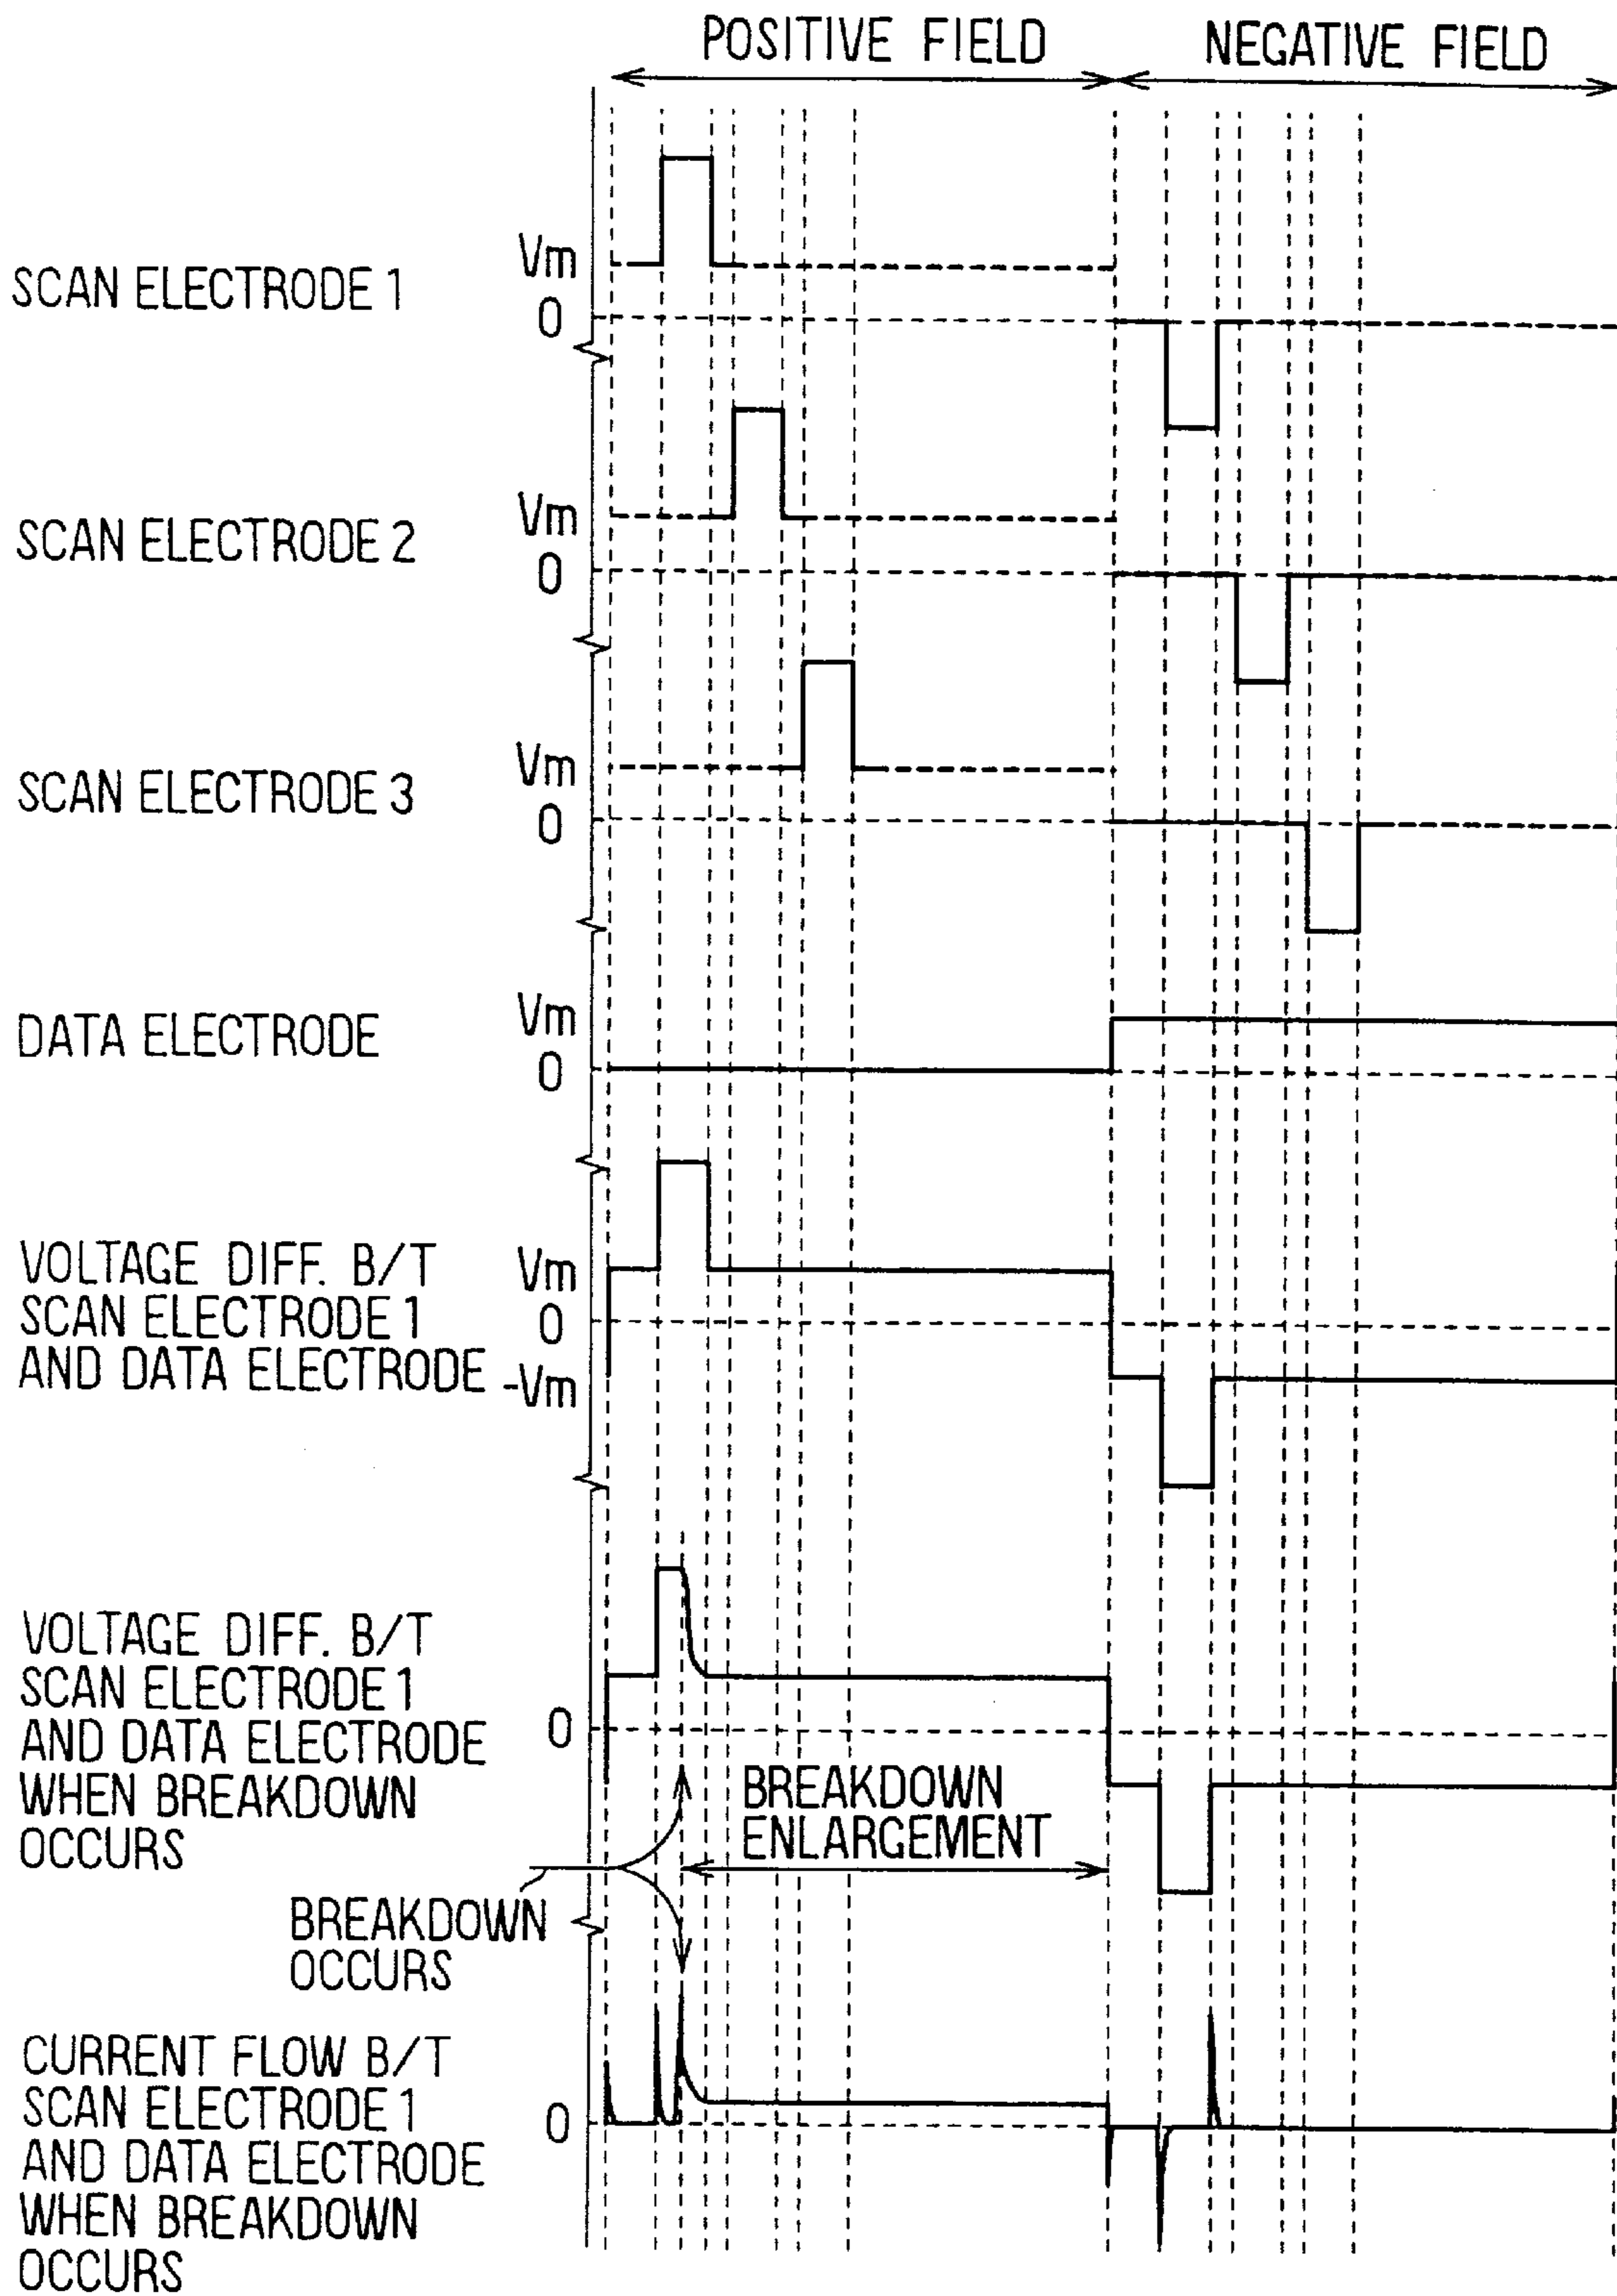 POSITIVE FIELD
NEGATIVE FIELD
SCAN ELECTRODE 1
Vm
0
SCAN ELECTRODE 2
Vm
0
SCAN ELECTRODE 3
Vm
0
DATA ELECTRODE
Vm
0
VOLTAGE DIFF. B/T
SCAN ELECTRODE 1
AND DATA ELECTRODE
Vm
0
-Vm
VOLTAGE DIFF. B/T
SCAN ELECTRODE 1
AND DATA ELECTRODE
WHEN BREAKDOWN
OCCURS
0
BREAKDOWN
ENLARGEMENT
BREAKDOWN
OCCURS
CURRENT FLOW B/T
SCAN ELECTRODE 1
AND DATA ELECTRODE
WHEN BREAKDOWN
OCCURS
0